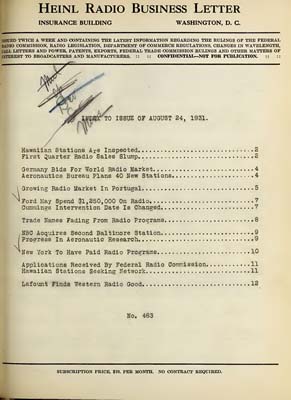 HEINL RADIO BUSINESS LETTER
INSURANCE BUILDING WASHINGTON, D. C.
ISSUED TWICE A WEEK AND CONTAINING THE LATEST INFORMATION REGARDING THE RULINGS OF THE FEDERAL
RADIO COMMISSION, RADIO LEGISLATION, DEPARTMENT OF COMMERCE REGULATIONS, CHANGES IN WAVELENGTH,
CALL LETTERS AND POWER, PATENTS, REPORTS, FEDERAL TRADE COMMISSION RULINGS AND OTHER MATTERS OF
INTEREST TO BROADCASTERS AND MANUFACTURERS. :: :: CONFIDENTIAL—NOT FOR PUBLICATION. :: ::
INDEX TO ISSUE OF AUGUST 24, 1931.
Hawaiian Stations Are Inspected.....2
First Quarter Radio Sales Slump.....2
Germany Bids For World Radio Market.....4
Aeronautics Bureau Plans 40 New Stations.....4
Growing Radio Market In Portugal.....5
Ford May Spend $1,250,000 On Radio.....7
Cummings Intervention Date Is Changed.....7
Trade Names Fading From Radio Programs.....8
NBC Acquires Second Baltimore Station.....9
Progress In Aeronautic Research.....9
New York To Have Paid Radio Programs.....10
Applications Received By Federal Radio Commission.....11
Hawaiian Stations Seeking Network.....11
Lafount Finds Western Radio Good.....12
No. 463
SUBSCRIPTION PRICE, $10. PER MONTH. NO CONTRACT REQUIRED.